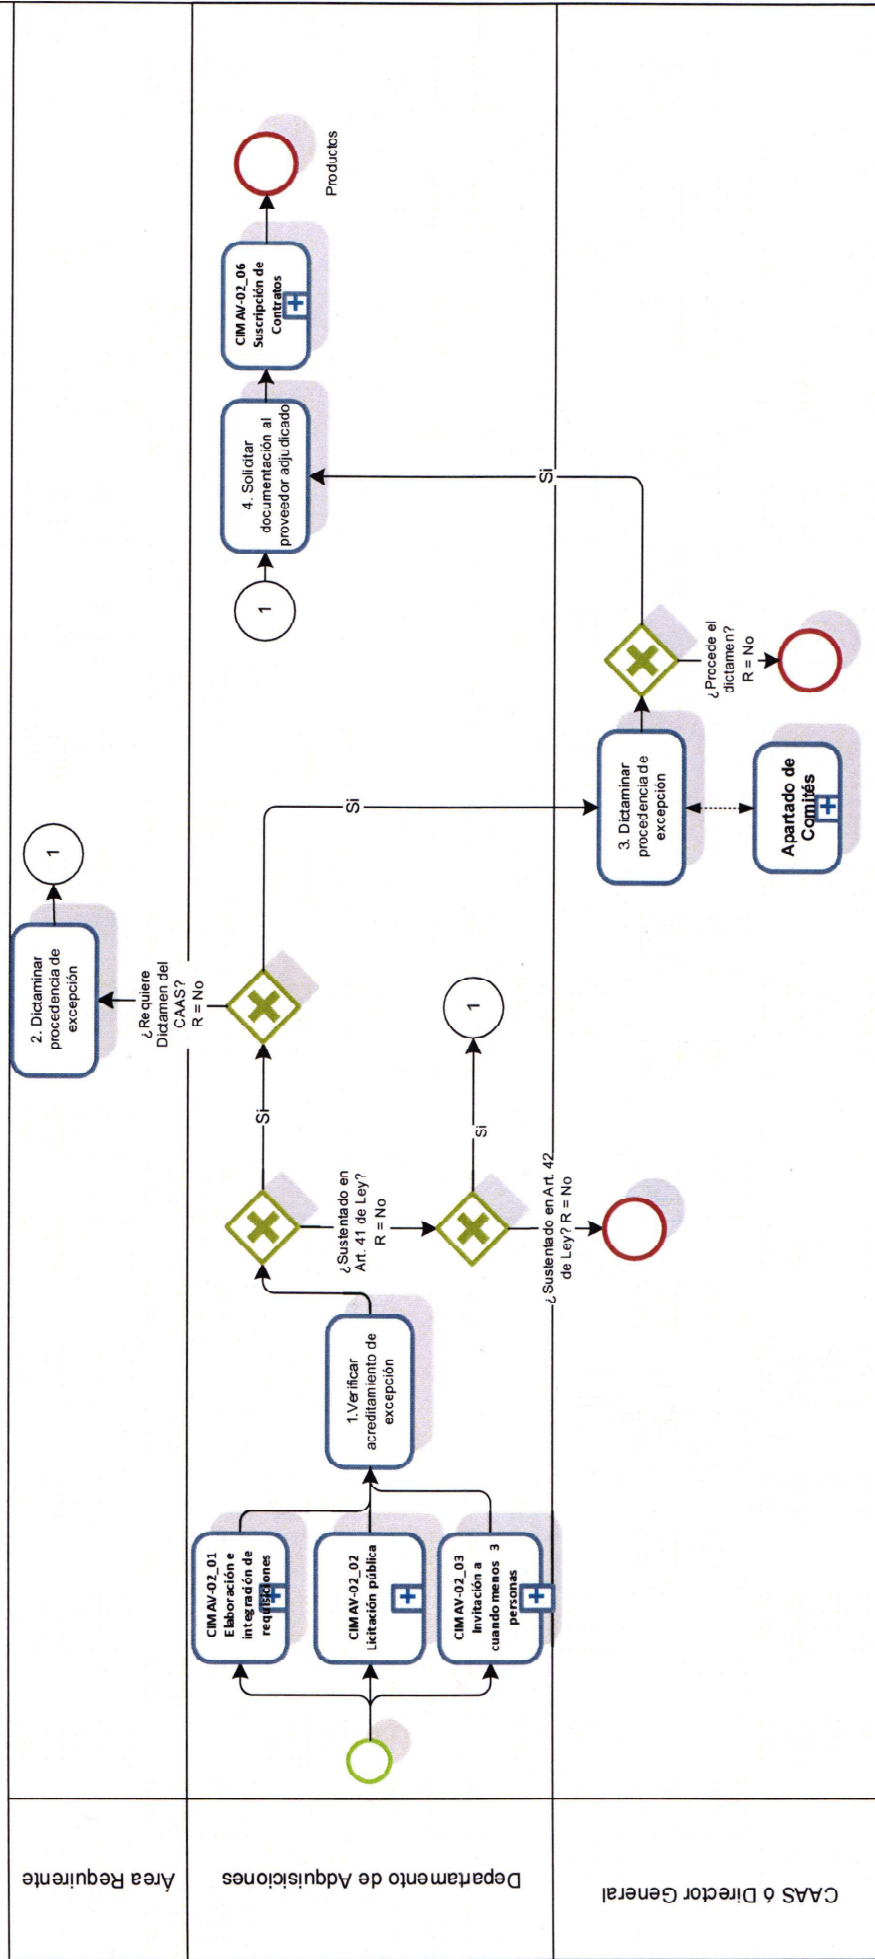 Área Requirente
Departamento de Adquisiciones
CAAS ó Director General
2. Dictaminar
procedencia de
excepción
1
¿Requiere
Dictamen del
CAAS?
R = No
CIMAV-02_01
Elaboración e
integración de
requisiciones
CIMAV-02_02
Licitación pública
CIMAV-02_03
Invitación a
cuando menos 3
personas
1.Verificar
acreditamiento de
excepción
Si
¿Sustentado en
Art. 41 de Ley?
R = No
Si
1
¿Sustentado en Art. 42
de Ley? R = No
Si
3. Dictaminar
procedencia de
excepción
Apartado de
Comités
¿Procede el
dictamen?
R = No
Si
1
4. Solicitar
documentación al
proveedor adjudicado
CIMAV-02_06
Suscripción de
Contratos
Productos